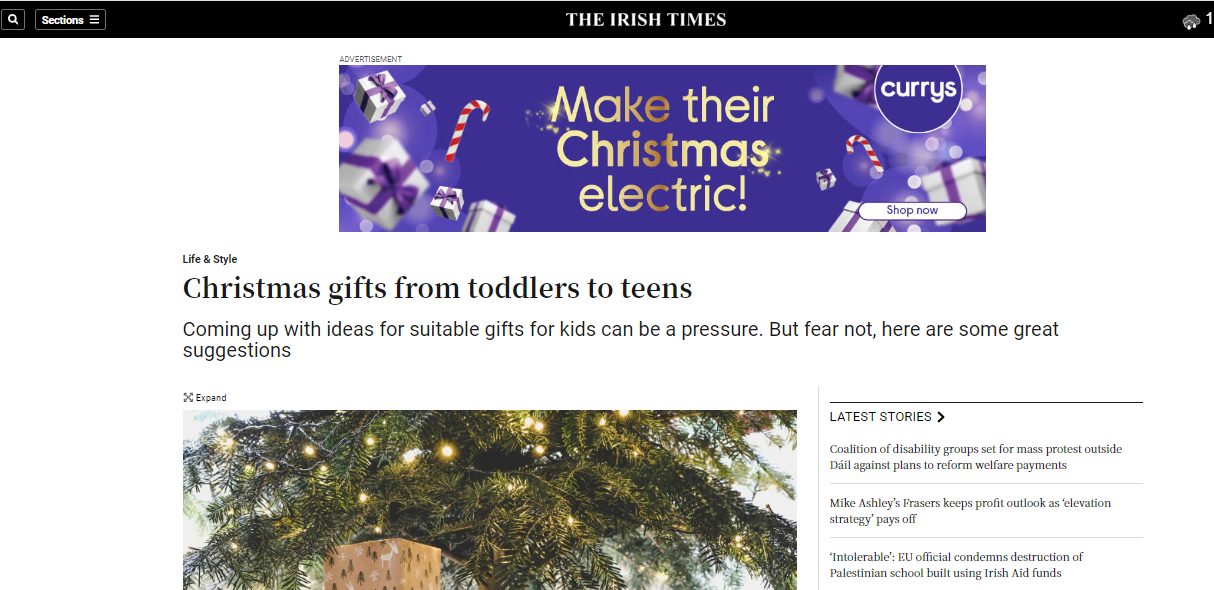 Sections
THE IRISH TIMES
1
ADVERTISEMENT
Make their
Christmas
electric!
currys
Shop now
Life & Style
Christmas gifts from toddlers to teens
Coming up with ideas for suitable gifts for kids can be a pressure. But fear not, here are some great
suggestions
Expand
LATEST STORIES
Coalition of disability groups set for mass protest outside
Dáil against plans to reform welfare payments
Mike Ashley’s Frasers keeps profit outlook as ‘elevation
strategy’ pays off
‘Intolerable’: EU official condemns destruction of
Palestinian school built using Irish Aid funds